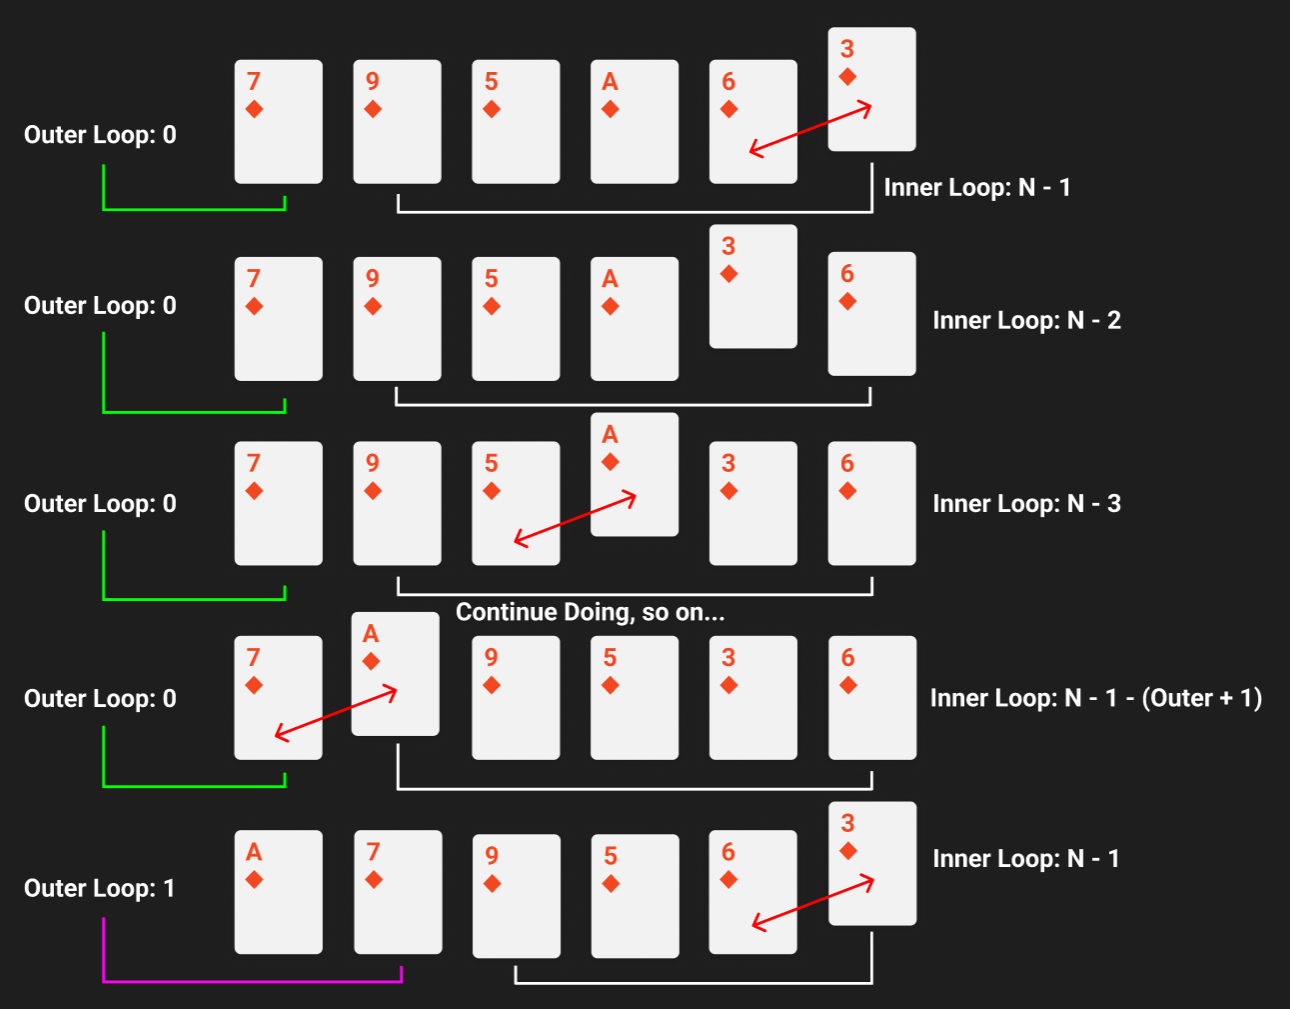 7 9 5 A 6 3
Outer Loop: 0
Inner Loop: N - 1
7 9 5 A 3 6
Outer Loop: 0
Inner Loop: N - 2
7 9 5 A 3 6
Outer Loop: 0
Inner Loop: N - 3
Continue Doing, so on...
7 A 9 5 3 6
Outer Loop: 0
Inner Loop: N - 1 - (Outer + 1)
A 7 9 5 6 3
Outer Loop: 1
Inner Loop: N - 1